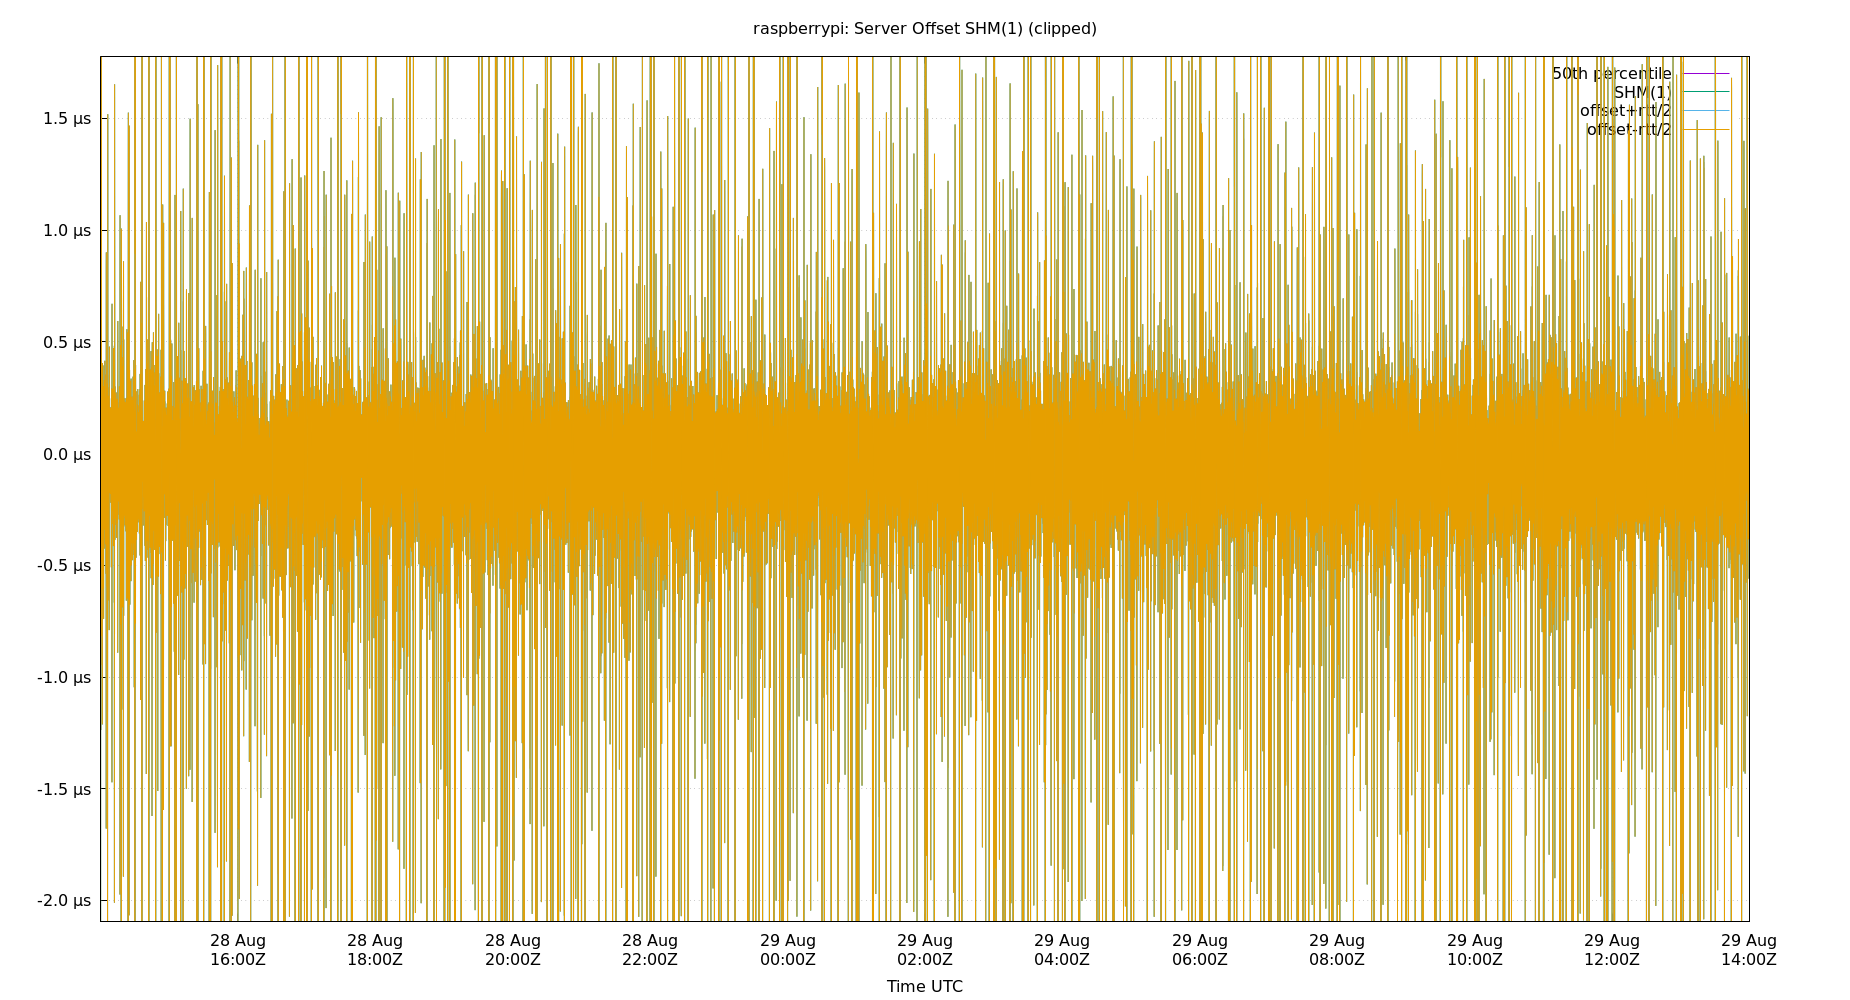 raspberrypi: Server Offset SHM(1) (clipped)
50th percentile
SHM(1)
offset+rtt/2
offset-rtt/2
1.5 µs
1.0 µs
0.5 µs
0.0 µs
-0.5 µs
-1.0 µs
-1.5 µs
-2.0 µs
28 Aug 28 Aug 28 Aug 28 Aug 29 Aug 29 Aug 29 Aug 29 Aug 29 Aug 29 Aug 29 Aug 29 Aug
16:00Z 18:00Z 20:00Z 22:00Z 00:00Z 02:00Z 04:00Z 06:00Z 08:00Z 10:00Z 12:00Z 14:00Z
Time UTC